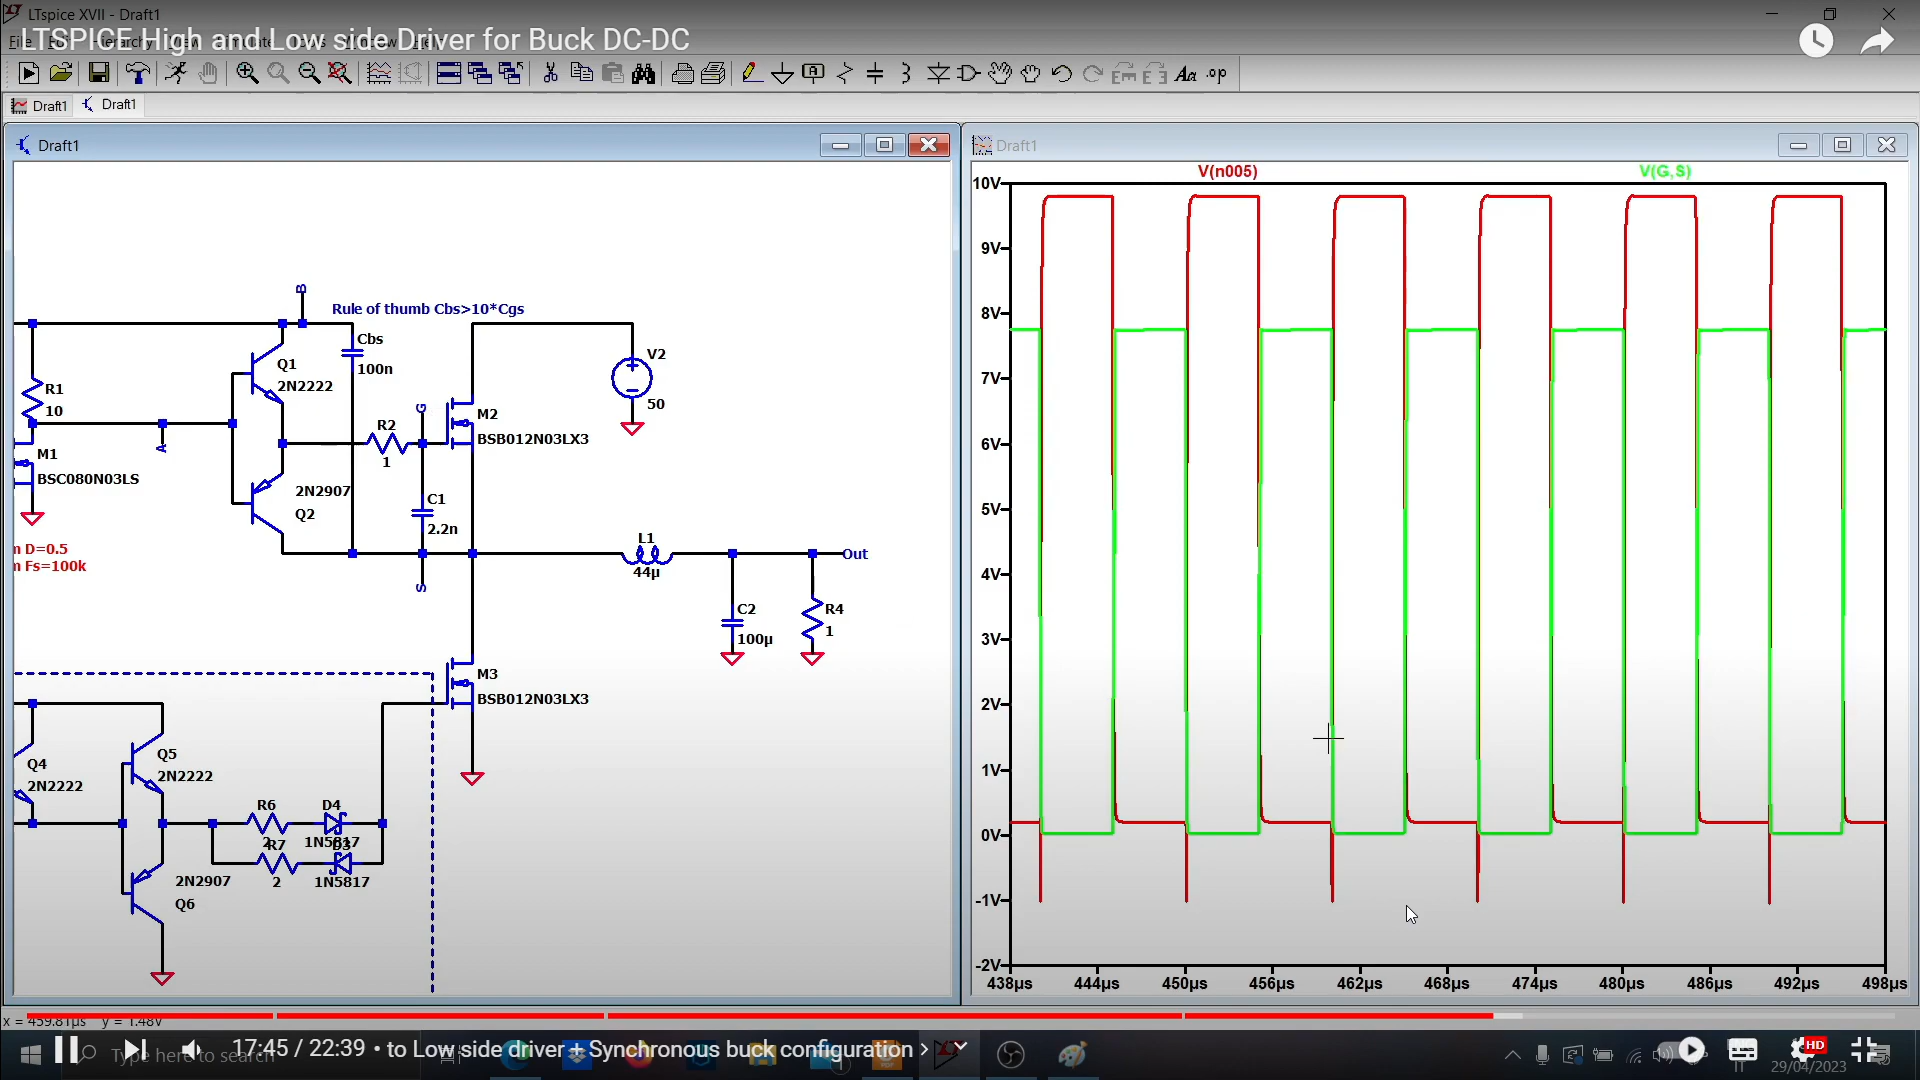 LTspice XVII - Draft1
LTSPICE High and Low side Driver for Buck DC-DC
Aa
.op
Draft1
Draft1
Draft1
B
Rule of thumb Cbs>10*Cgs
Cbs
100n
Q1
2N2222
R1
10
A
M1
BSC080N03LS
2N2907
Q2
R2
1
G
M2
BSB012N03LX3
V2
50
C1
2.2n
S
D=0.5
Fs=100k
L1
44µ
Out
C2
100µ
R4
1
M3
BSB012N03LX3
Q4
2N2222
Q5
2N2222
R6
2
D4
1N5817
R7
2
D3
1N5817
2N2907
Q6
Draft1
V(n005)
V(G,S)
10V
9V
8V
7V
6V
5V
4V
3V
2V
1V
0V
-1V
-2V
438µs
444µs
450µs
456µs
462µs
468µs
474µs
480µs
486µs
492µs
498µs
x = 459.81µs y = 1.48V
Type here to search
17:45 / 22:39 • to Low side driver + Synchronous buck configuration
HD
IT
29/04/2023